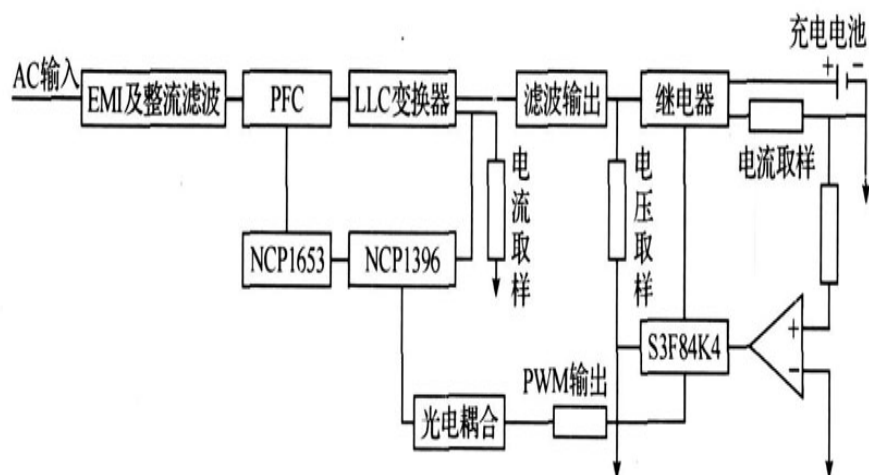 充电电池
+ -
AC输入
EMI及整流滤波
PFC
LLC变换器
滤波输出
继电器
电流取样
电流取样
电压取样
NCP1653
NCP1396
S3F84K4
+
-
PWM输出
光电耦合